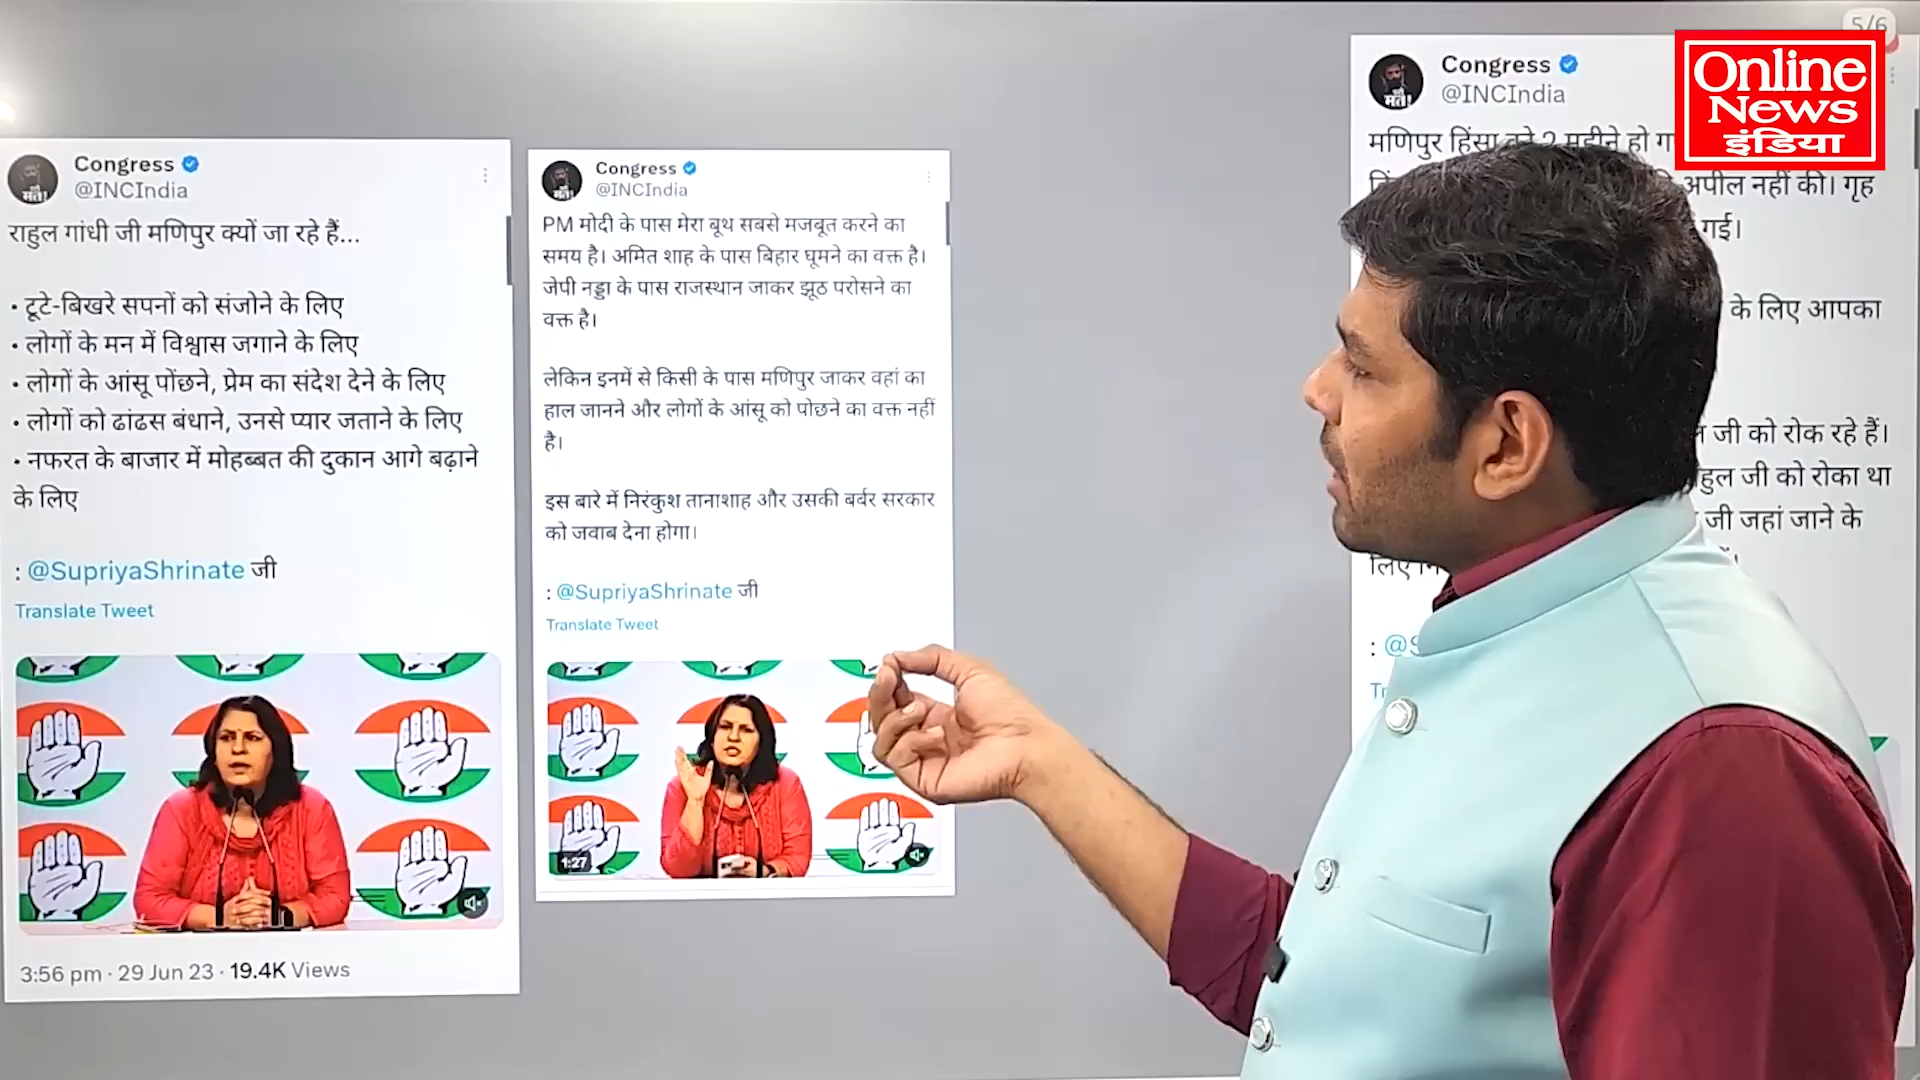 5/6
Online
News
इंडिया
Congress
@INCIndia
राहुल गांधी जी मणिपुर क्यों जा रहे हैं...
• टूटे-बिखरे सपनों को संजोने के लिए
• लोगों के मन में विश्वास जगाने के लिए
• लोगों के आंसू पोंछने, प्रेम का संदेश देने के लिए
• लोगों को ढांढस बंधाने, उनसे प्यार जताने के लिए
• नफरत के बाजार में मोहब्बत की दुकान आगे बढ़ाने
के लिए
: @SupriyaShrinate जी
Translate Tweet
3:56 pm · 29 Jun 23 · 19.4K Views
Congress
@INCIndia
PM मोदी के पास मेरा बूथ सबसे मजबूत करने का
समय है। अमित शाह के पास बिहार घूमने का वक्त है।
जेपी नड्डा के पास राजस्थान जाकर झूठ परोसने का
वक्त है।
लेकिन इनमें से किसी के पास मणिपुर जाकर वहां का
हाल जानने और लोगों के आंसू को पोछने का वक्त नहीं
है।
इस बारे में निरंकुश तानाशाह और उसकी बर्बर सरकार
को जवाब देना होगा।
: @SupriyaShrinate जी
Translate Tweet
1:27
Congress
@INCIndia
मणिपुर हिंसा को 2 महीने हो
अपील नहीं की। गृह
गई।
के लिए आपका
जी को रोक रहे हैं।
जी को रोका था
जी जहां जाने के
लिए